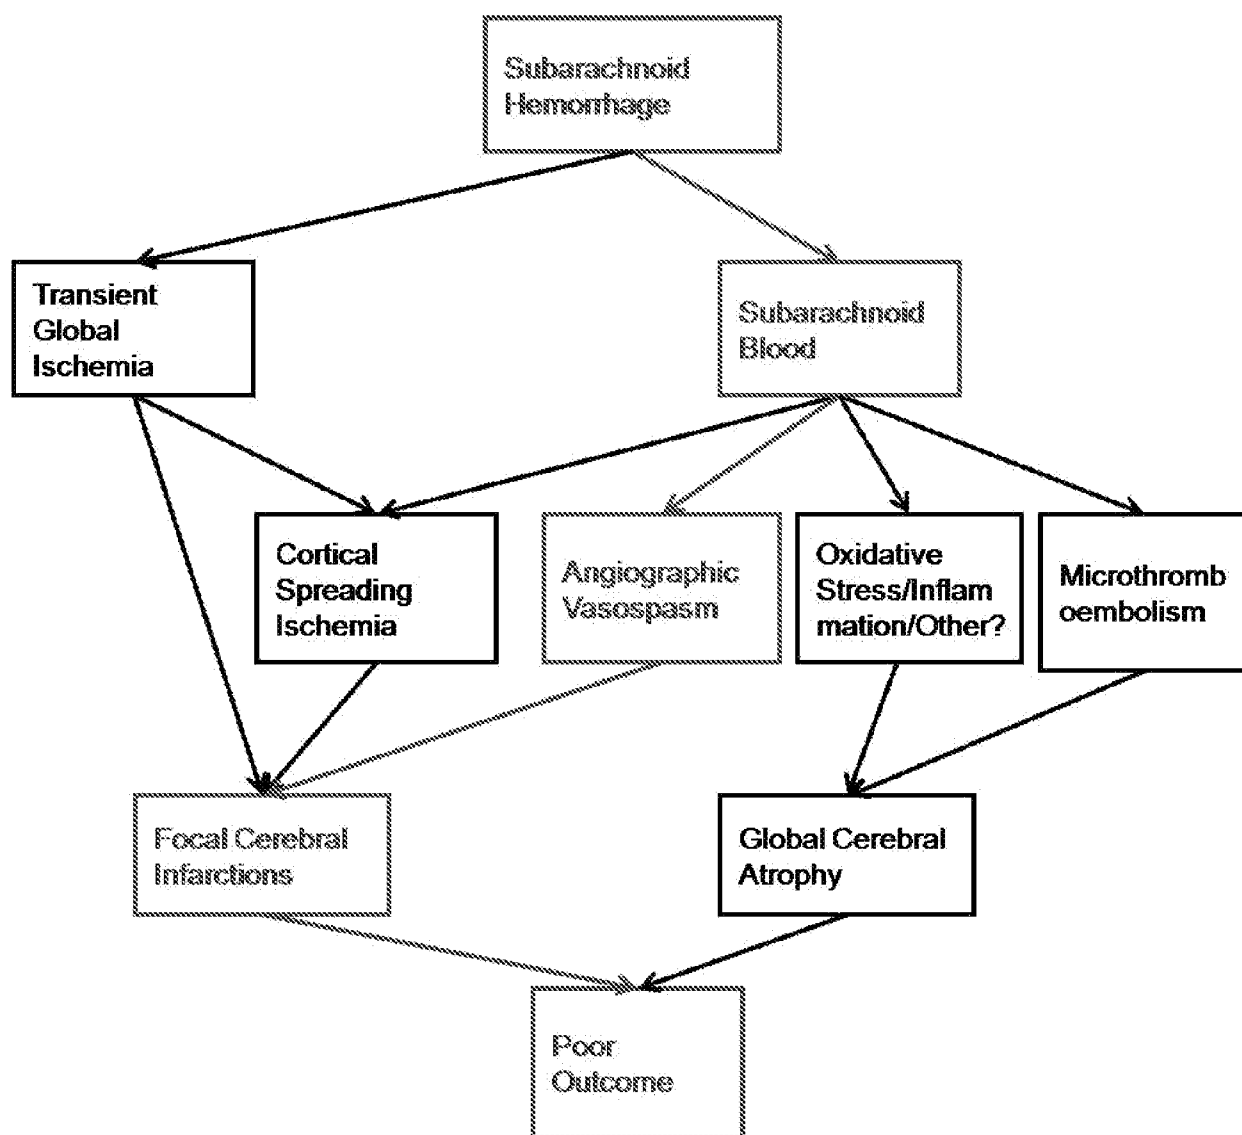 Subarachnoid
Hemorrhage
Transient
Global
Ischemia
Subarachnoid
Blood
Cortical
Spreading
Ischemia
Angiographic
Vasospasm
Oxidative
Stress/Inflam
mation/Other?
Microthromb
oembolism
Focal Cerebral
Infarctions
Global Cerebral
Atrophy
Poor
Outcome